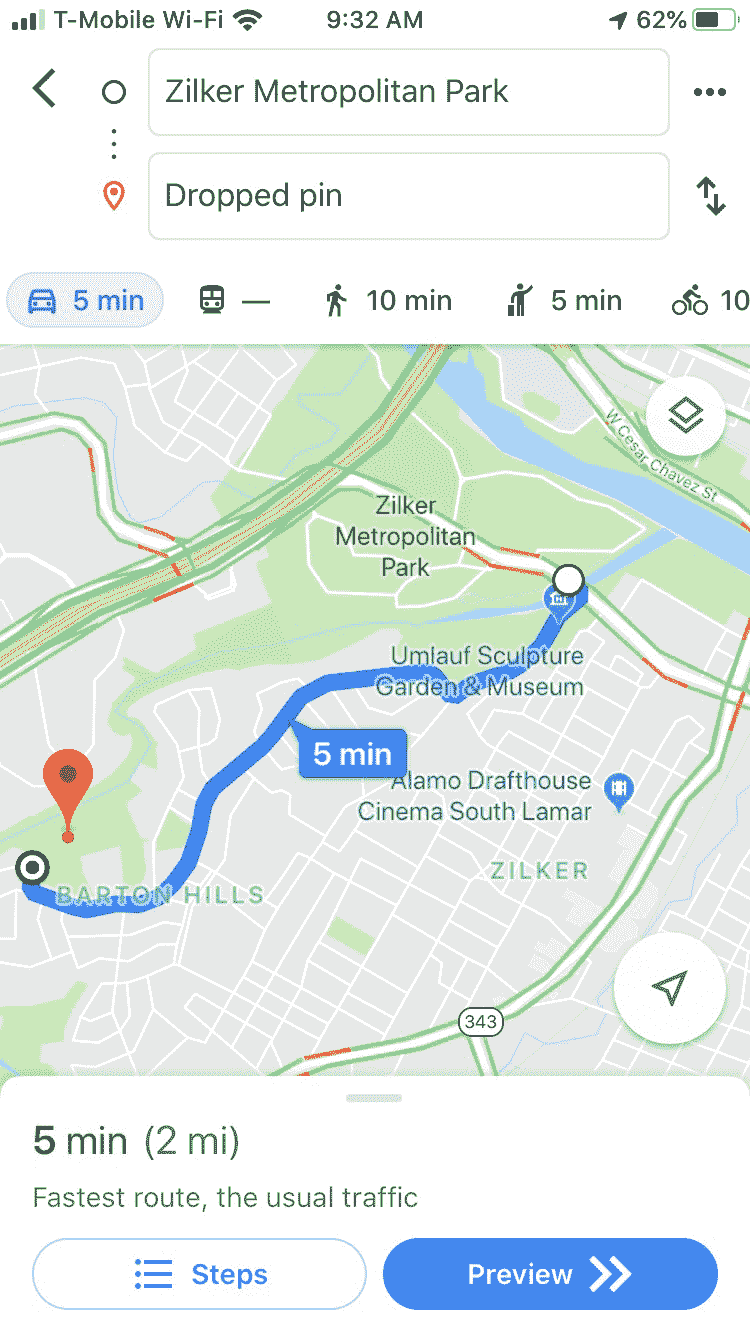 T-Mobile Wi-Fi 9:32 AM 62%
Zilker Metropolitan Park
Dropped pin
5 min — 10 min 5 min 10
W Cesar Chavez St
Zilker
Metropolitan
Park
Umlauf Sculpture
Garden & Museum
5 min
Alamo Drafthouse
Cinema South Lamar
ZILKER
BARTON HILLS
343
5 min (2 mi)
Fastest route, the usual traffic
Steps
Preview